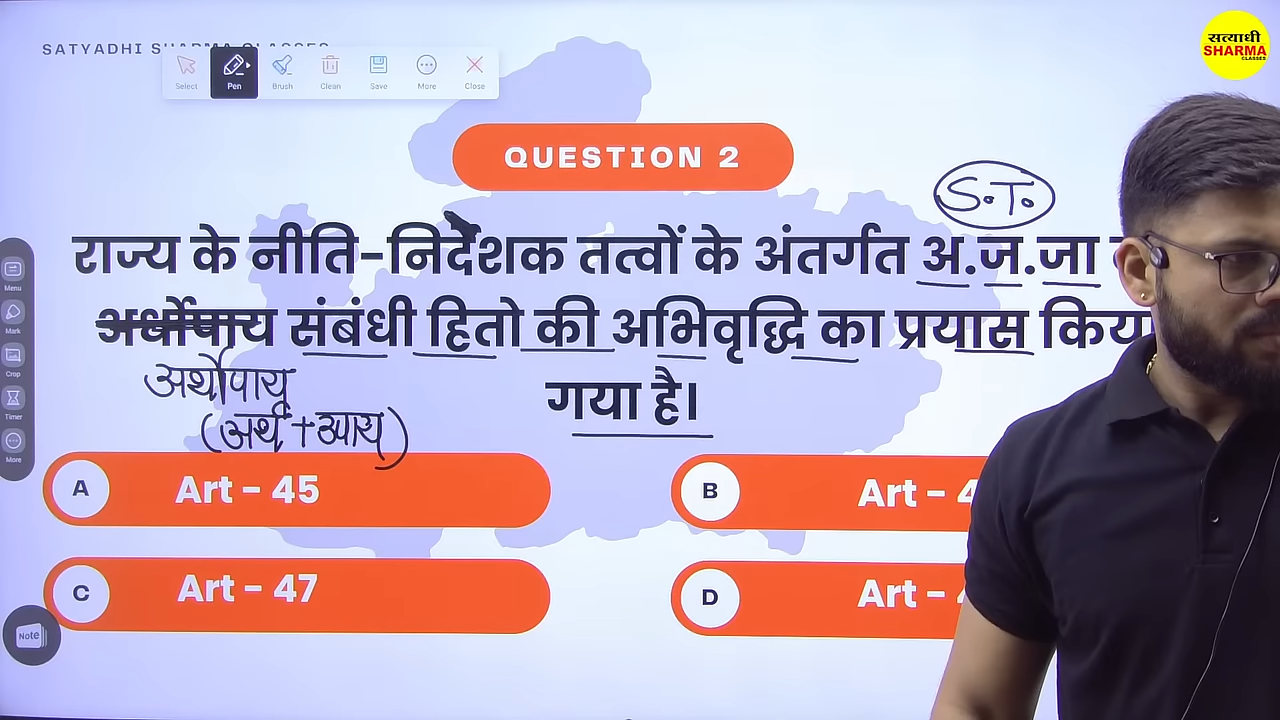 SATYADHI SHARMA CLASSES
सत्याधी
SHARMA
CLASSES
Select Pen Brush Clean Save More Close
QUESTION 2
S.T.
राज्य के नीति-निर्देशक तत्वों के अंतर्गत अ.ज.जा
अर्धोपाय संबंधी हितो की अभिवृद्धि का प्रयास किया
अर्थोपाय
गया है।
(अर्थ + उपाय)
A Art - 45
B Art - 4
C Art - 47
D Art - 4
Menu
Mark
Crop
Timer
More
Note